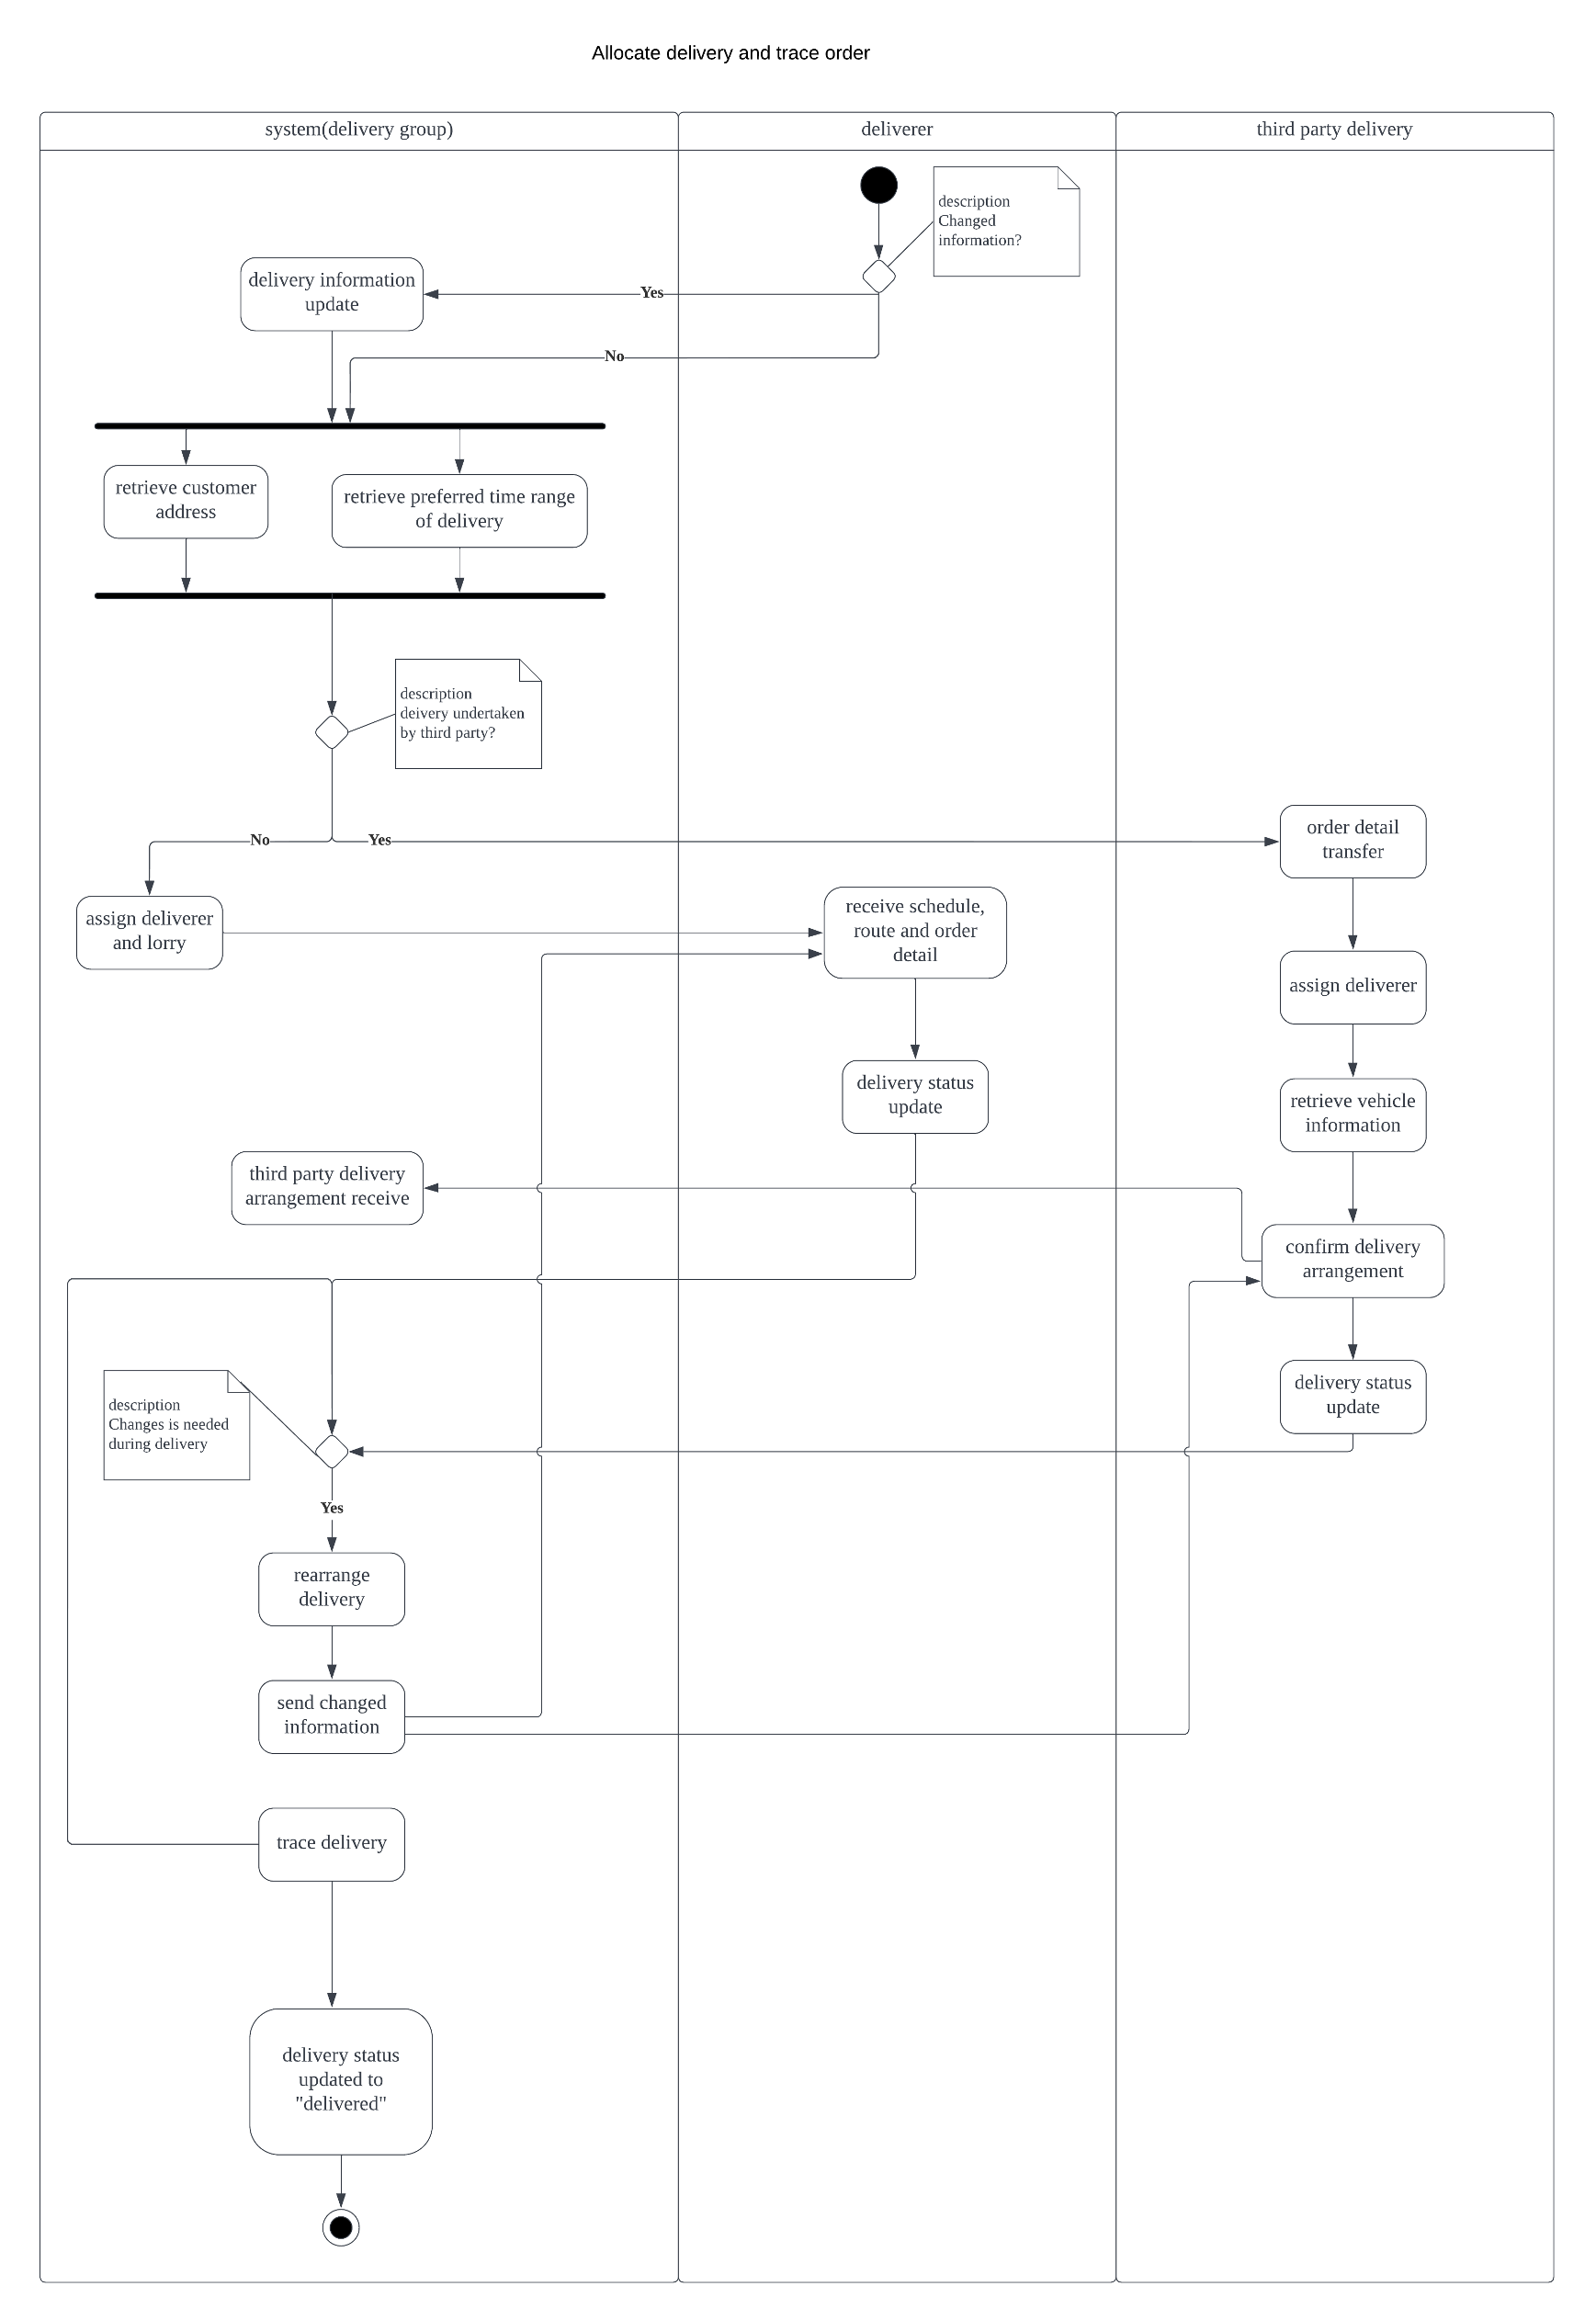 Allocate delivery and trace order
system(delivery group)
deliverer
third party delivery
description
Changed
information?
delivery information
update
Yes
No
retrieve customer
address
retrieve preferred time range
of delivery
description
deivery undertaken
by third party?
No
Yes
order detail
transfer
assign deliverer
and lorry
receive schedule,
route and order
detail
assign deliverer
delivery status
update
retrieve vehicle
information
third party delivery
arrangement receive
confirm delivery
arrangement
delivery status
update
description
Changes is needed
during delivery
Yes
rearrange
delivery
send changed
information
trace delivery
delivery status
updated to
"delivered"